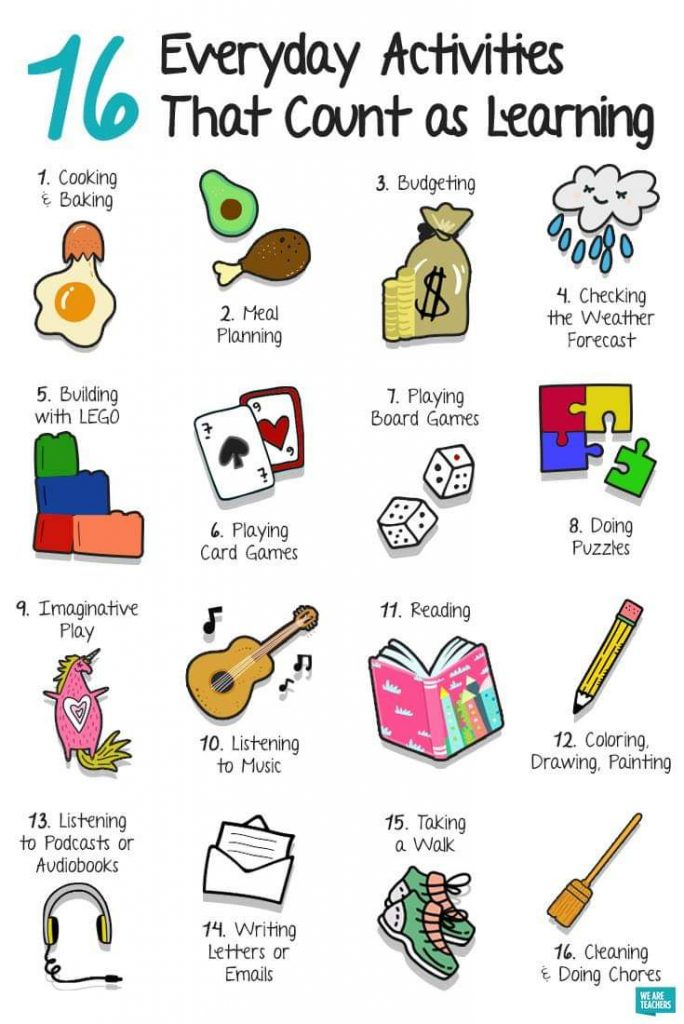 16 Everyday Activities
That Count as Learning
1. Cooking
& Baking
2. Meal
Planning
3. Budgeting
$
4. Checking
the Weather
Forecast
5. Building
with LEGO
6. Playing
Card Games
7. Playing
Board Games
8. Doing
Puzzles
9. Imaginative
Play
10. Listening
to Music
11. Reading
12. Coloring,
Drawing, Painting
13. Listening
to Podcasts or
Audiobooks
14. Writing
Letters or
Emails
15. Taking
a Walk
16. Cleaning
& Doing Chores
WE ARE
TEACHERS